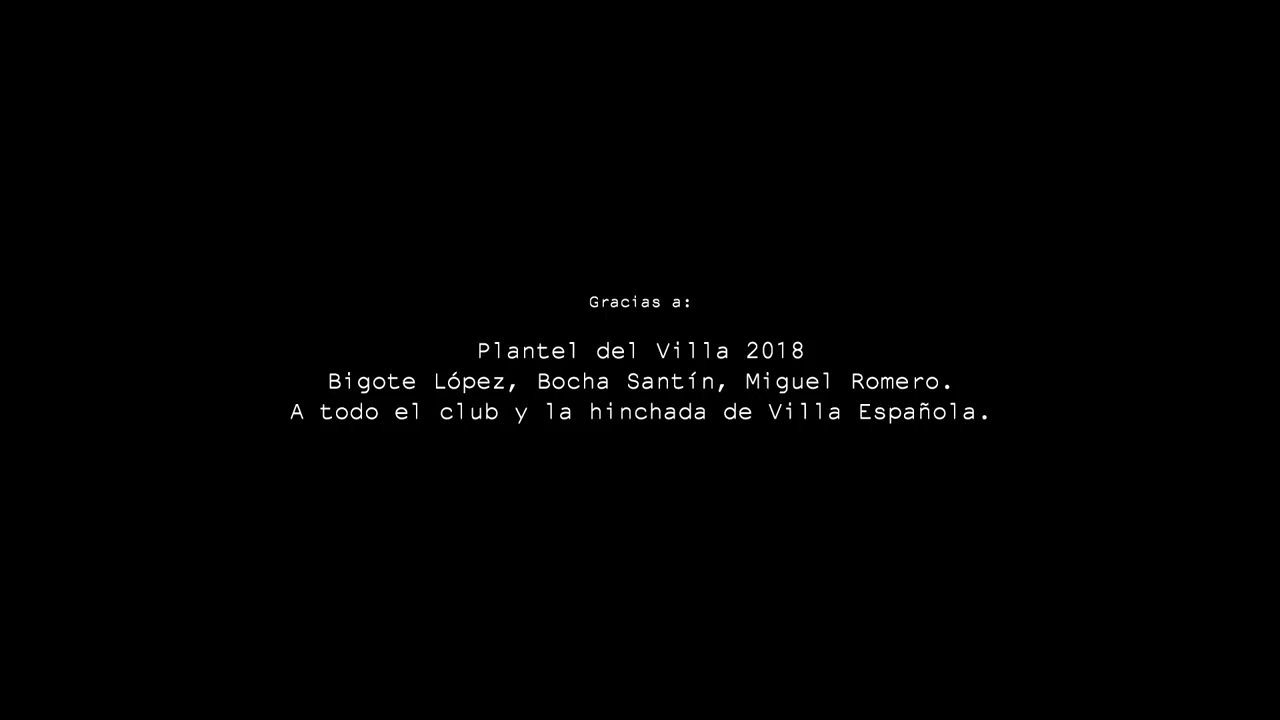 Gracias a:
Plantel del Villa 2018
Bigote López, Bocha Santín, Miguel Romero.
A todo el club y la hinchada de Villa Española.